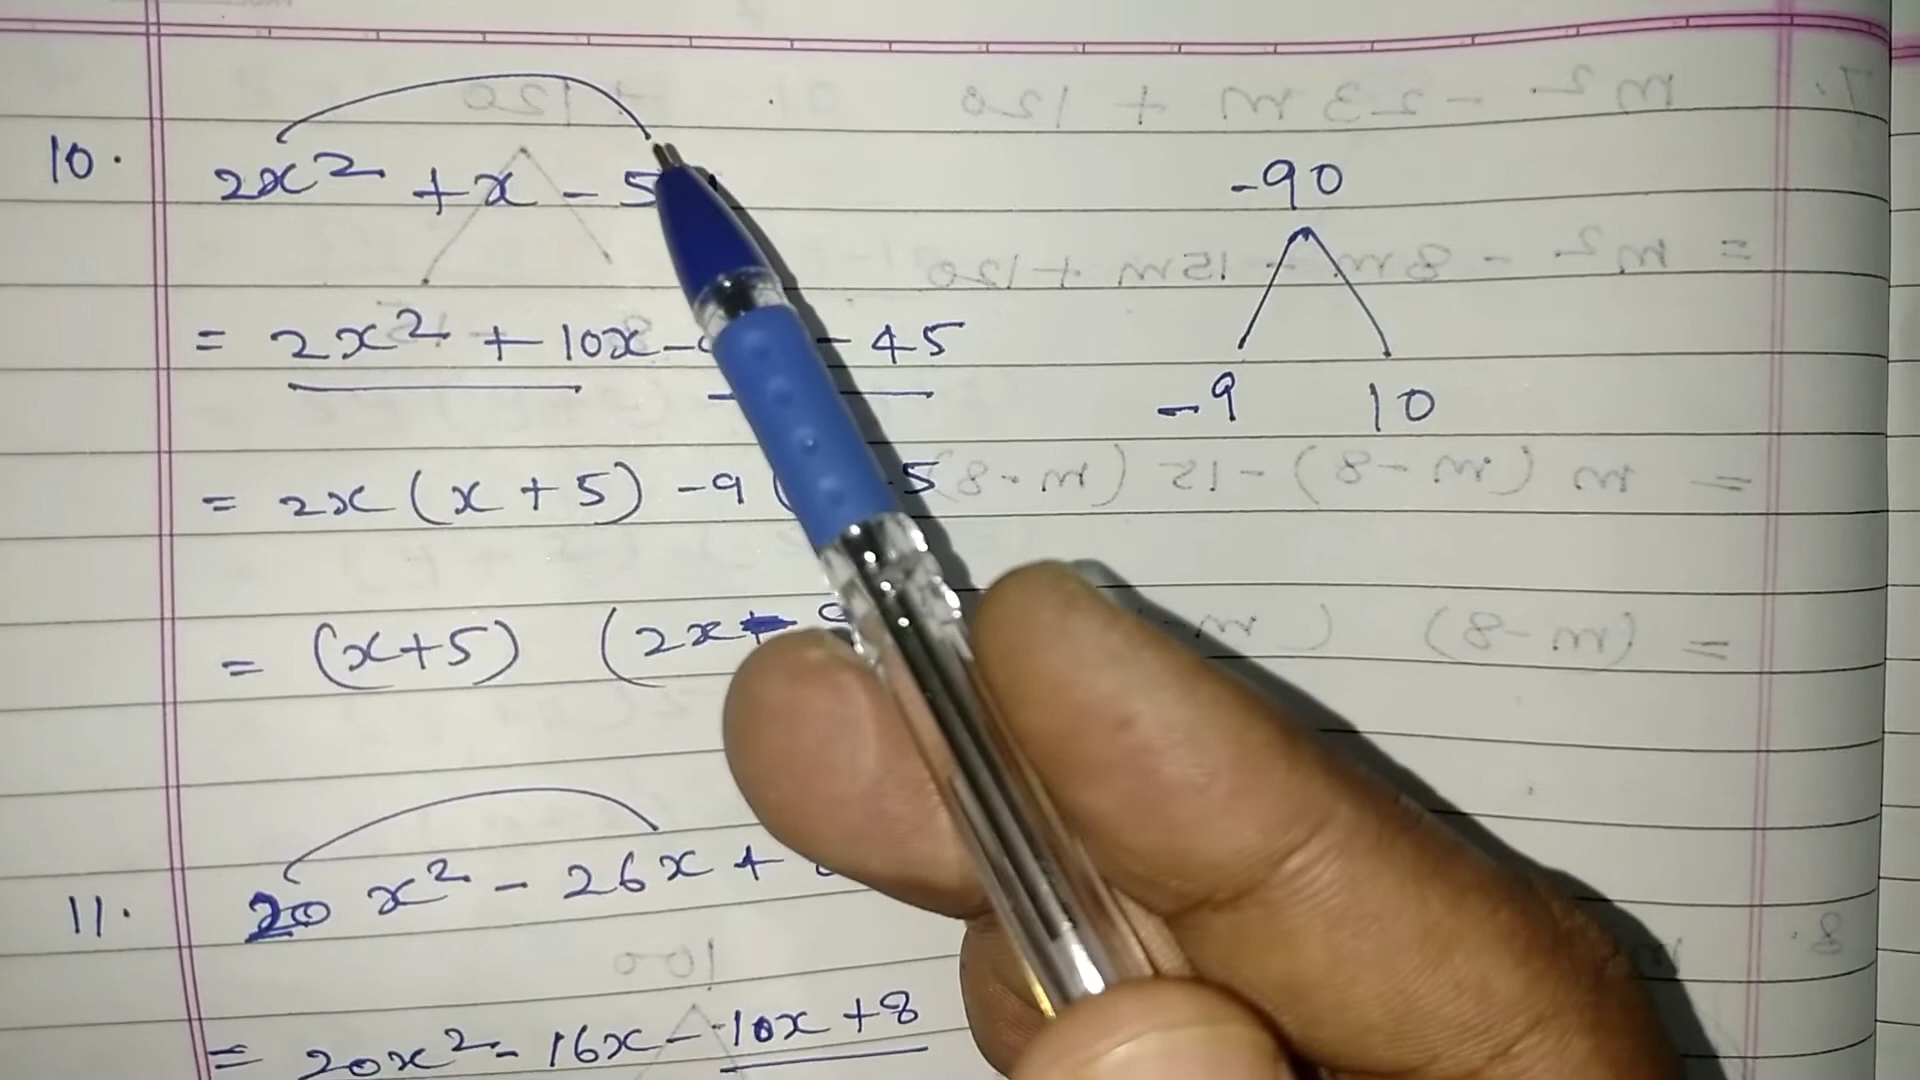 10.
2x² + x - 5
-90
= 2x² + 10x - - 45
-9 10
= 2x (x + 5) -9 ( 5
= (x+5) (2x -
11. 20 x² - 26x +
= 20x² - 16x - 10x + 8